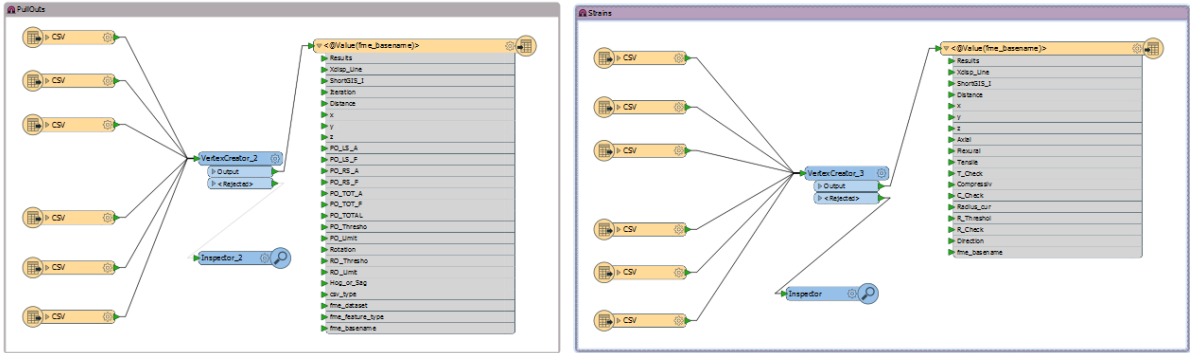 PullOuts
CSV
CSV
CSV
CSV
CSV
CSV
VertexCreator_2
Output
<Rejected>
Inspector_2
<@Value(fme_basename)>
Results
Xdisp_Line
ShortGIS_I
Iteration
Distance
x
y
z
PO_LS_A
PO_LS_F
PO_RS_A
PO_RS_F
PO_TOT_A
PO_TOT_F
PO_TOTAL
PO_Thresho
PO_Limit
Rotation
RO_Thresho
RO_Limit
Hog_or_Sag
csv_type
fme_dataset
fme_feature_type
fme_basename
Strains
CSV
CSV
CSV
CSV
CSV
CSV
VertexCreator_3
Output
<Rejected>
Inspector
<@Value(fme_basename)>
Results
Xdisp_Line
ShortGIS_I
Distance
x
y
z
Axial
Flexural
Tensile
T_Check
Compressiv
C_Check
Radius_cur
R_Threshol
R_Check
Direction
fme_basename